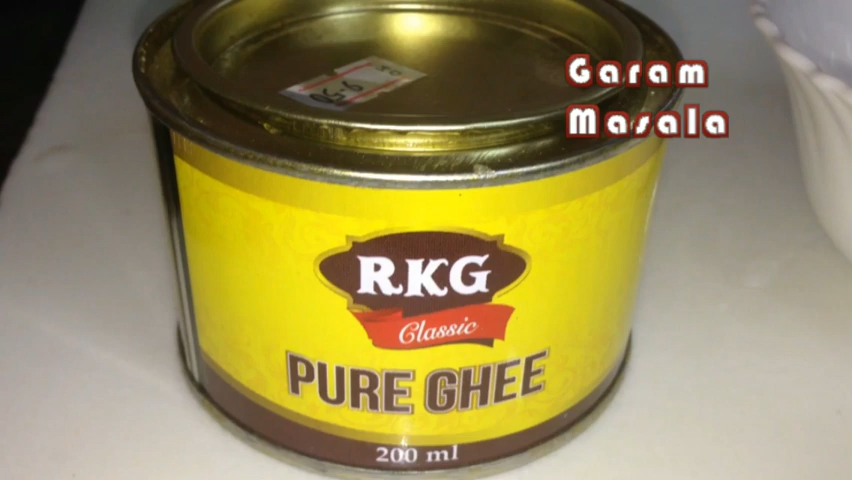 Garam
Masala
RKG
Classic
PURE GHEE
200 ml